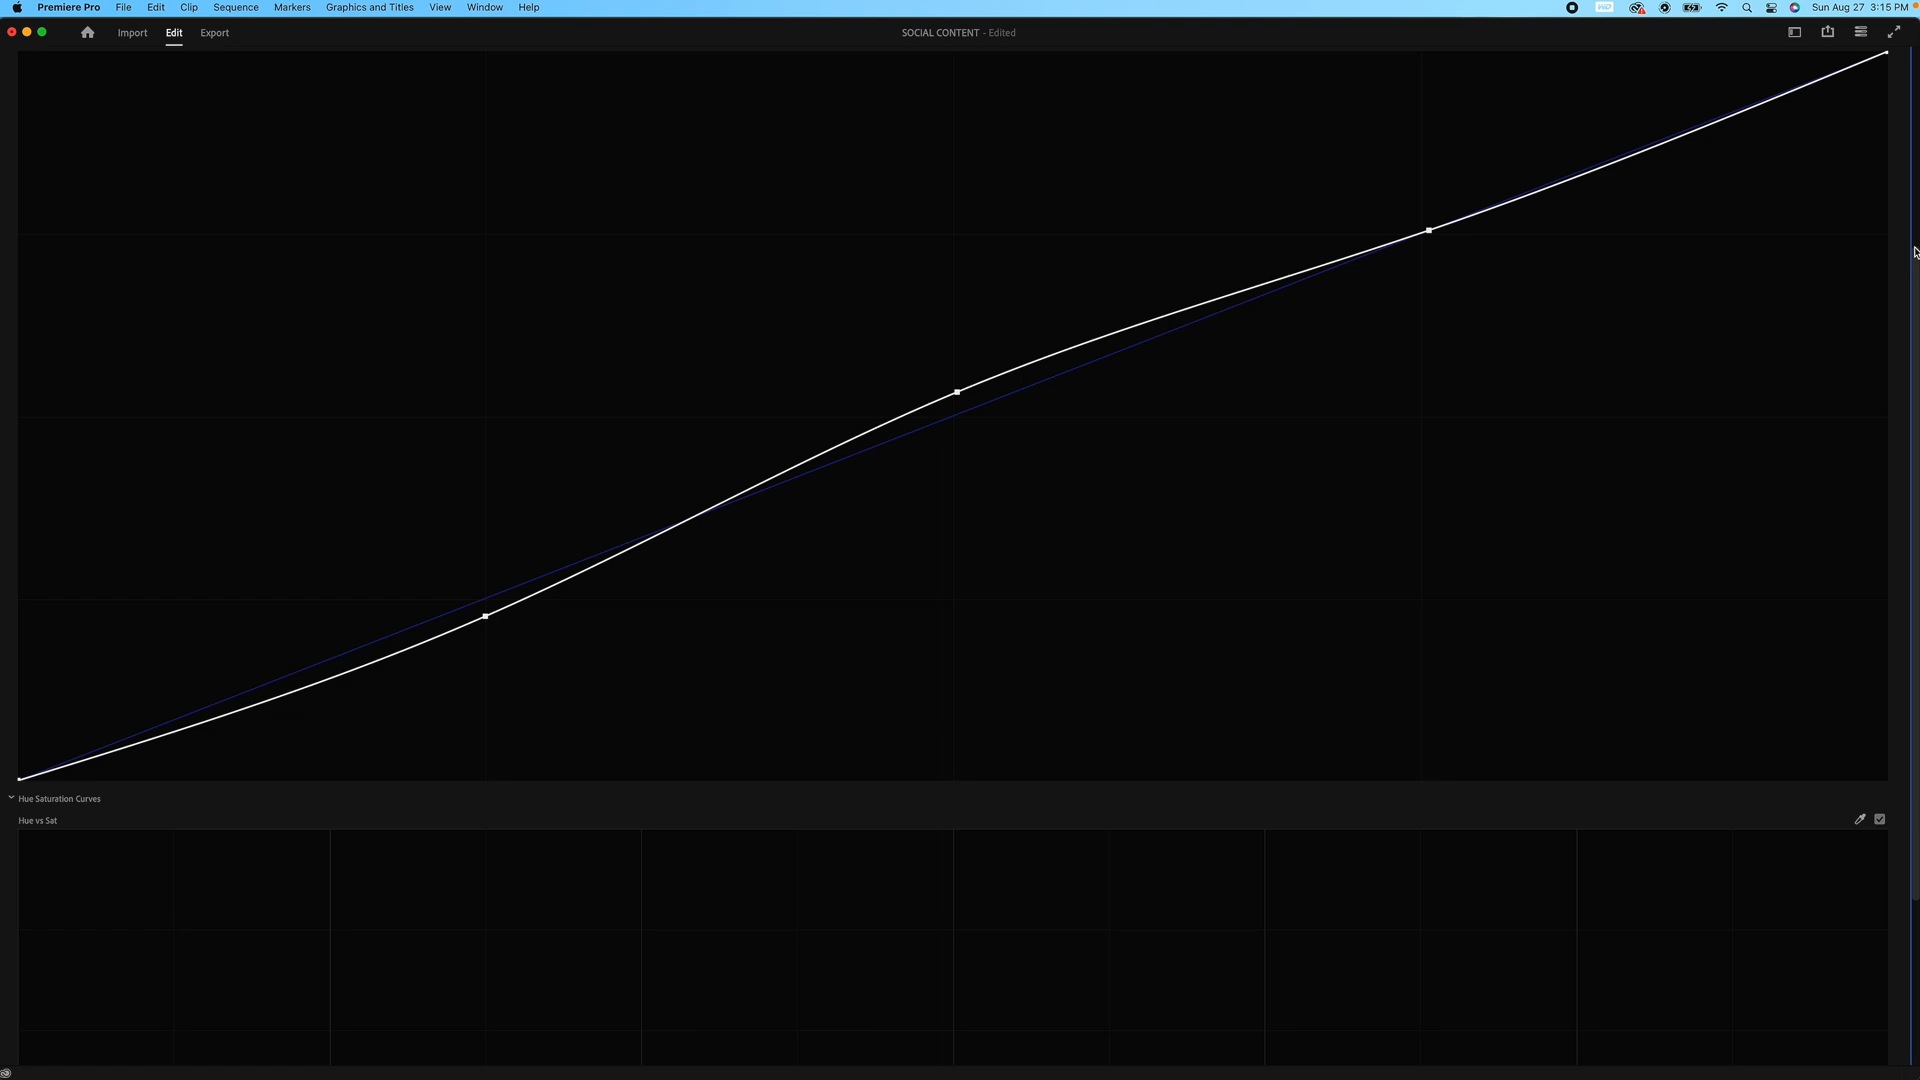 Premiere Pro File Edit Clip Sequence Markers Graphics and Titles View Window Help WD Sun Aug 27 3:15 PM
Import Edit Export SOCIAL CONTENT - Edited
Hue Saturation Curves
Hue vs Sat